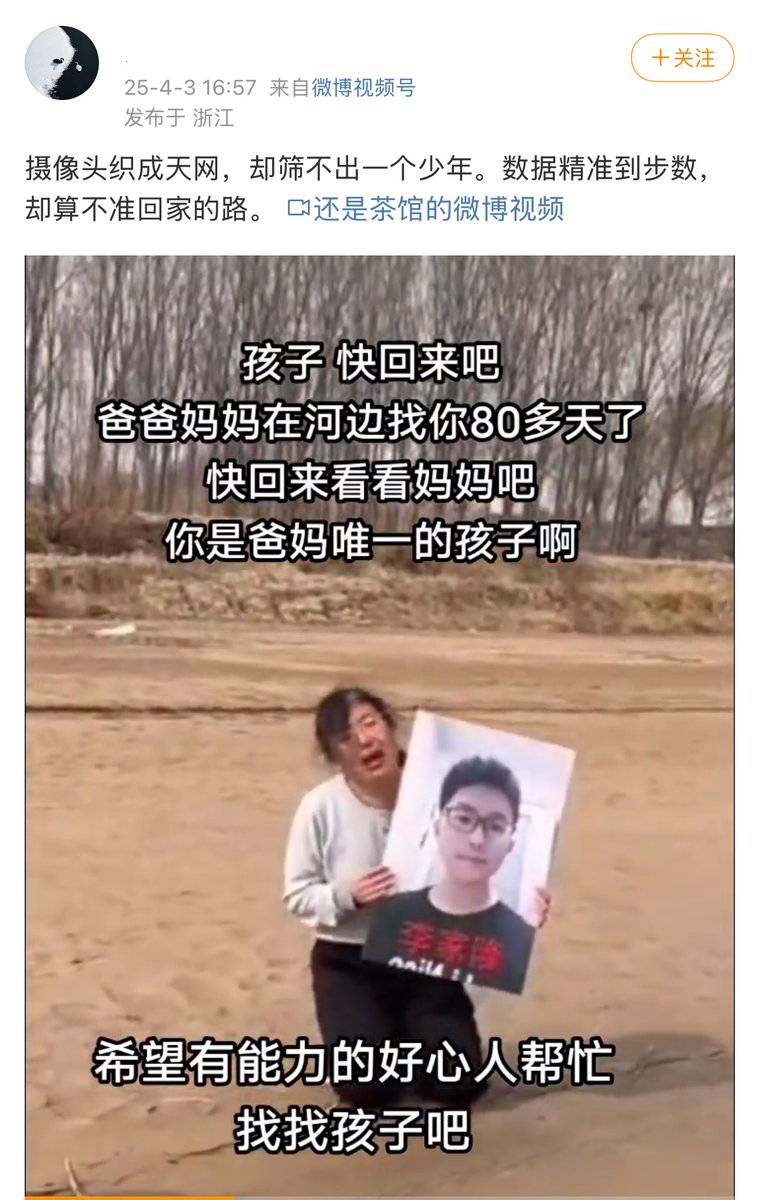 25-4-3 16:57 来自微博视频号
+关注
发布于 浙江
摄像头织成天网，却筛不出一个少年。数据精准到步数，
却算不准回家的路。 还是茶馆的微博视频
孩子 快回来吧
爸爸妈妈在河边找你80多天了
快回来看看妈妈吧
你是爸妈唯一的孩子啊
希望有能力的好心人帮忙
找找孩子吧